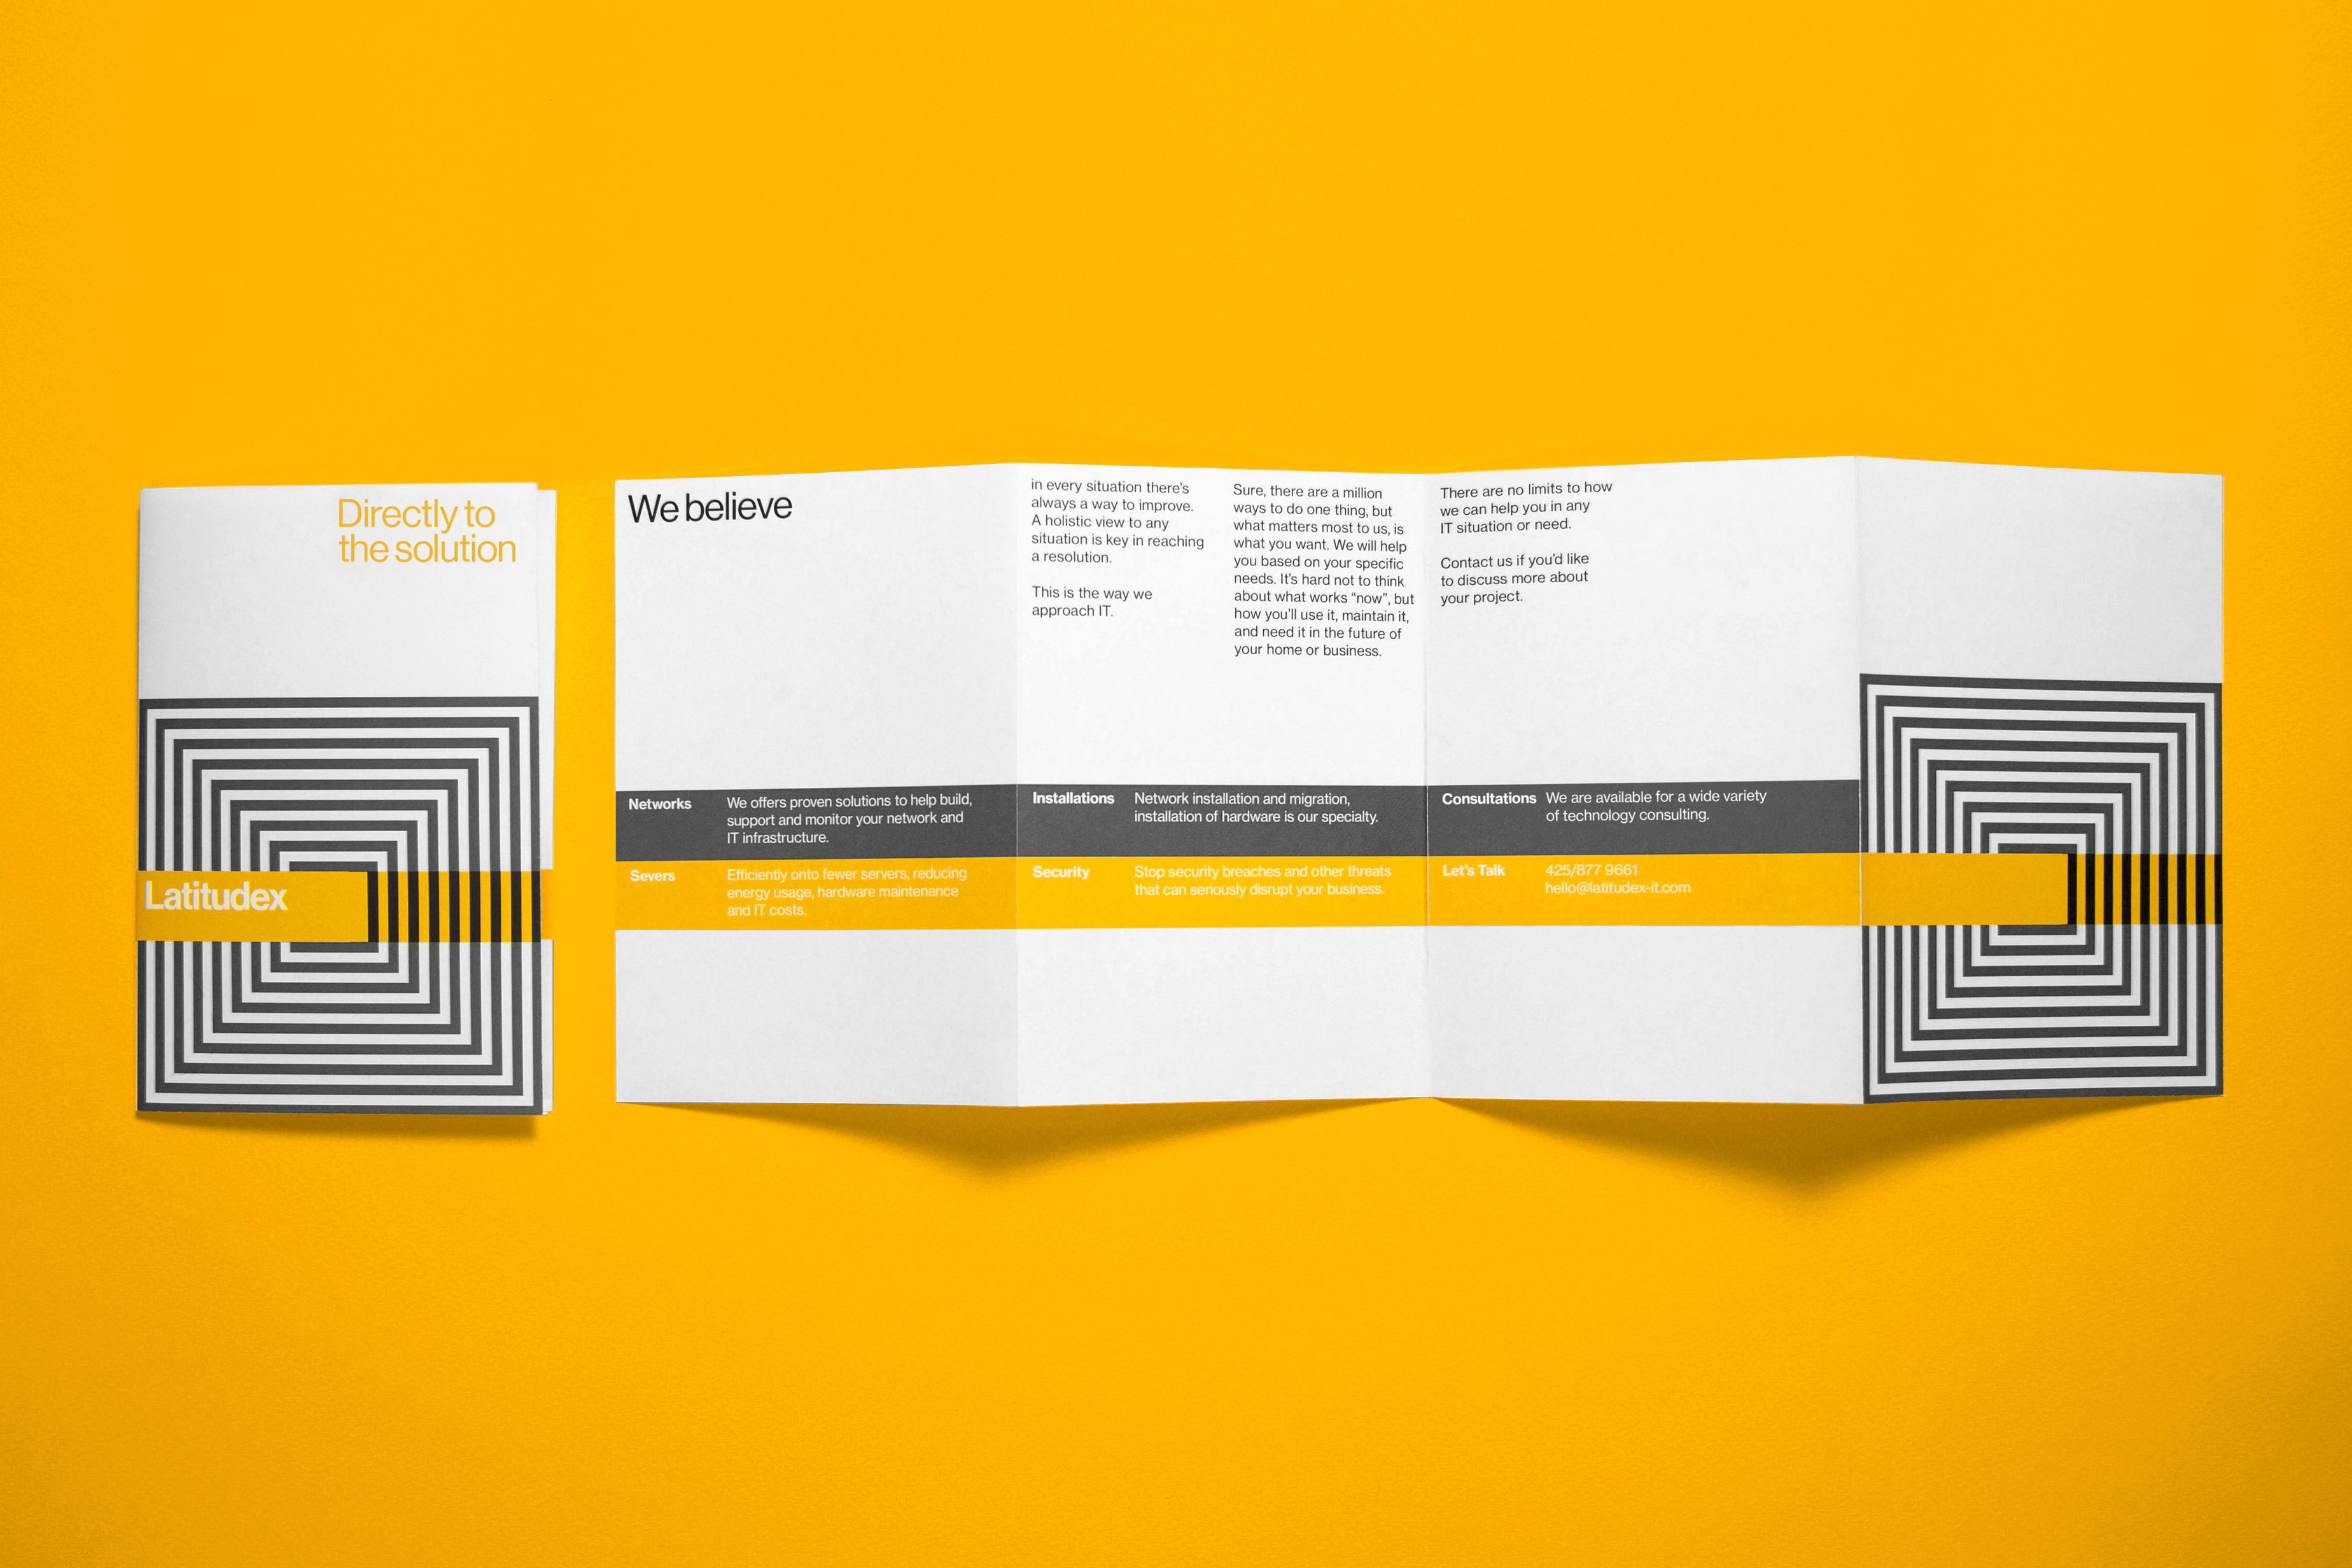 Directly to
the solution
Latitudex
We believe
in every situation there's
always a way to improve.
A holistic view to any
situation is key in reaching
a resolution.
This is the way we
approach IT.
Sure, there are a million
ways to do one thing, but
what matters most to us, is
what you want. We will help
you based on your specific
needs. It's hard not to think
about what works “now”, but
how you'll use it, maintain it,
and need it in the future of
your home or business.
There are no limits to how
we can help you in any
IT situation or need.
Contact us if you'd like
to discuss more about
your project.
Networks
We offers proven solutions to help build,
support and monitor your network and
IT infrastructure.
Installations
Network installation and migration,
installation of hardware is our specialty.
Consultations
We are available for a wide variety
of technology consulting.
Severs
Efficiently onto fewer servers, reducing
energy usage, hardware maintenance
and IT costs.
Security
Stop security breaches and other threats
that can seriously disrupt your business.
Let's Talk
425/877 9661
hello@latitudex-it.com